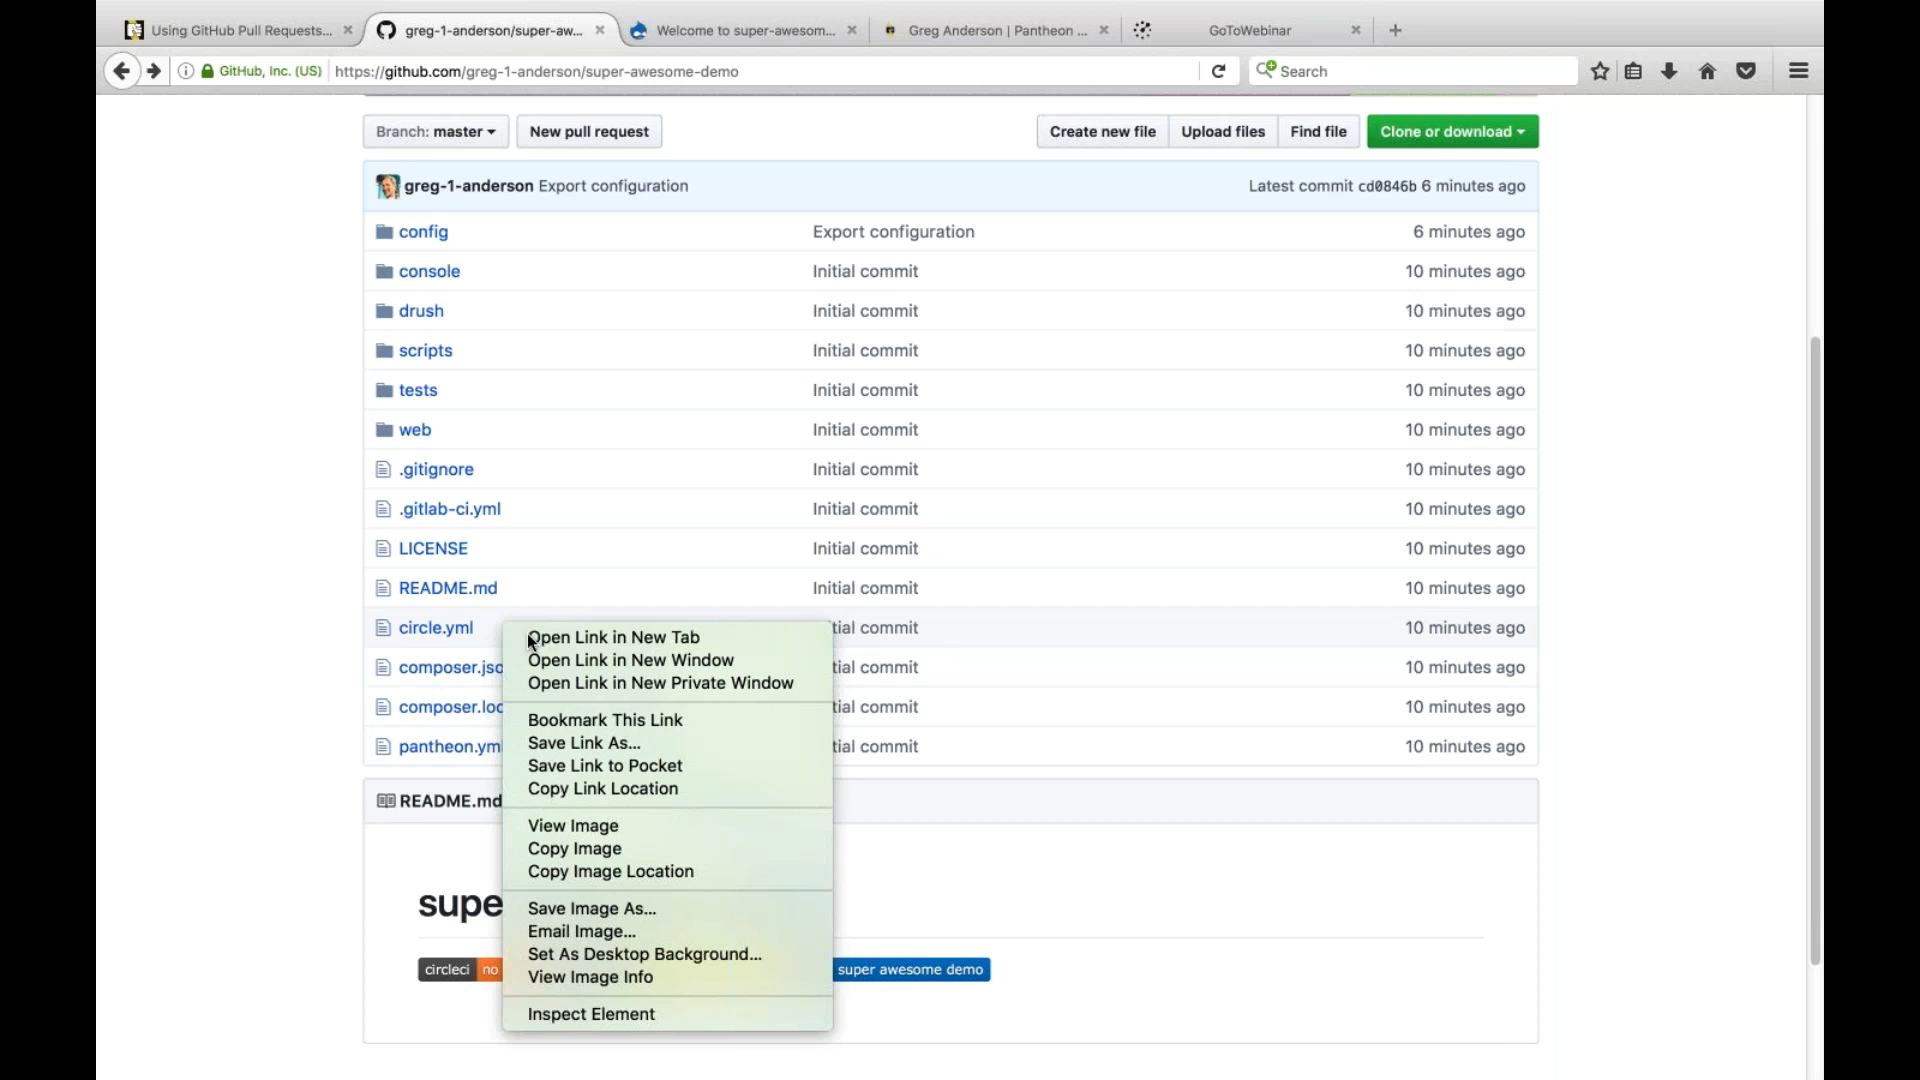 Using GitHub Pull Requests...
greg-1-anderson/super-aw...
Welcome to super-awesom...
Greg Anderson | Pantheon ...
GoToWebinar
GitHub, Inc. (US)
https://github.com/greg-1-anderson/super-awesome-demo
Search
Branch: master
New pull request
Create new file
Upload files
Find file
Clone or download
greg-1-anderson Export configuration
Latest commit cd0846b 6 minutes ago
config Export configuration 6 minutes ago
console Initial commit 10 minutes ago
drush Initial commit 10 minutes ago
scripts Initial commit 10 minutes ago
tests Initial commit 10 minutes ago
web Initial commit 10 minutes ago
.gitignore Initial commit 10 minutes ago
.gitlab-ci.yml Initial commit 10 minutes ago
LICENSE Initial commit 10 minutes ago
README.md Initial commit 10 minutes ago
circle.yml tial commit 10 minutes ago
composer.jso tial commit 10 minutes ago
composer.loc tial commit 10 minutes ago
pantheon.ym tial commit 10 minutes ago
README.md
supe
circleci no
super awesome demo
Open Link in New Tab
Open Link in New Window
Open Link in New Private Window
Bookmark This Link
Save Link As...
Save Link to Pocket
Copy Link Location
View Image
Copy Image
Copy Image Location
Save Image As...
Email Image...
Set As Desktop Background...
View Image Info
Inspect Element